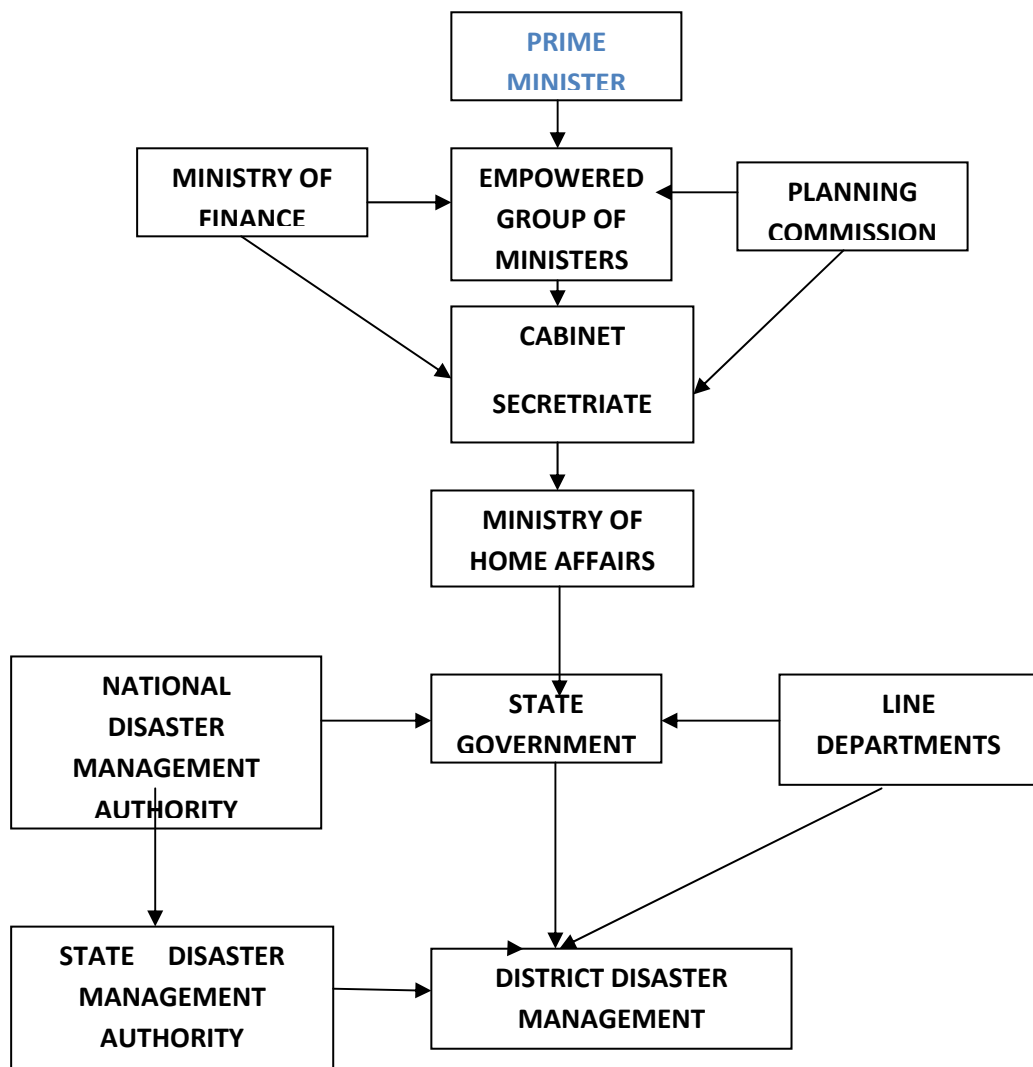 PRIME
MINISTER
MINISTRY OF
FINANCE
EMPOWERED
GROUP OF
MINISTERS
PLANNING
COMMISSION
CABINET
SECRETRIATE
MINISTRY OF
HOME AFFAIRS
NATIONAL
DISASTER
MANAGEMENT
AUTHORITY
STATE
GOVERNMENT
LINE
DEPARTMENTS
STATE DISASTER
MANAGEMENT
AUTHORITY
DISTRICT DISASTER
MANAGEMENT